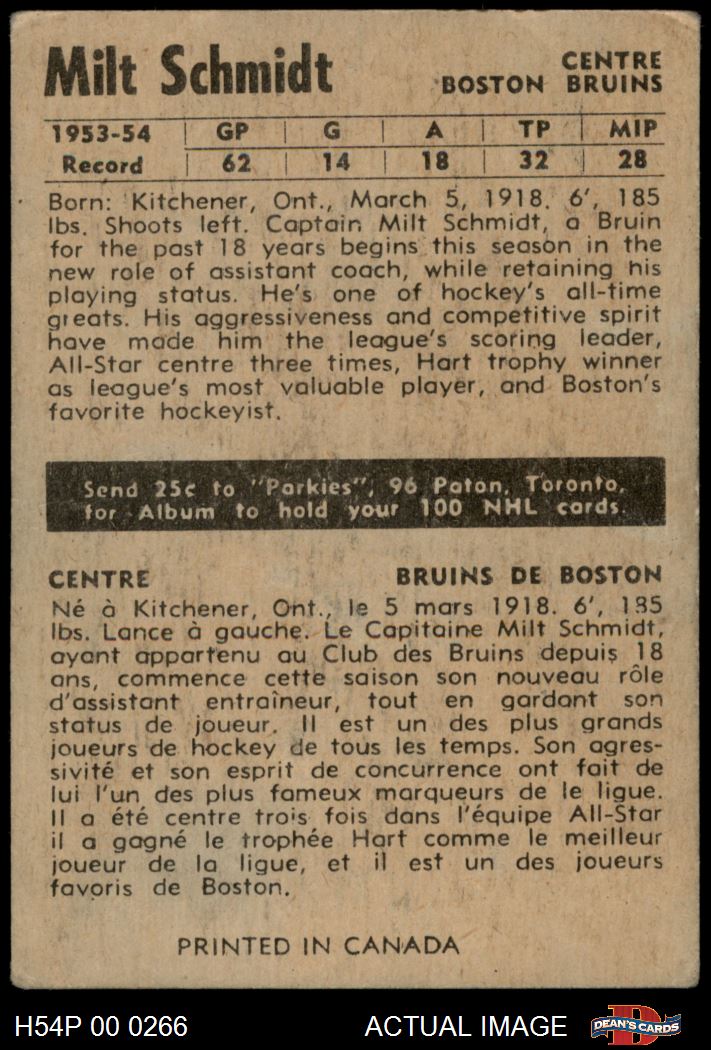 Milt Schmidt
CENTRE
BOSTON BRUINS
1953-54 | GP | G | A | TP | MIP
Record | 62 | 14 | 18 | 32 | 28
Born: Kitchener, Ont., March 5, 1918. 6', 185
lbs. Shoots left. Captain Milt Schmidt, a Bruin
for the past 18 years begins this season in the
new role of assistant coach, while retaining his
playing status. He's one of hockey's all-time
greats. His aggressiveness and competitive spirit
have made him the league's scoring leader,
All-Star centre three times, Hart trophy winner
as league's most valuable player, and Boston's
favorite hockeyist.
Send 25c to "Parkies", 96 Paton, Toronto,
for Album to hold your 100 NHL cards.
CENTRE BRUINS DE BOSTON
Né à Kitchener, Ont., le 5 mars 1918. 6', 185
lbs. Lance à gauche. Le Capitaine Milt Schmidt,
ayant appartenu au Club des Bruins depuis 18
ans, commence cette saison son nouveau rôle
d'assistant entraîneur, tout en gardant son
status de joueur. Il est un des plus grands
joueurs de hockey de tous les temps. Son agres-
sivité et son esprit de concurrence ont fait de
lui l'un des plus fameux marqueurs de le ligue.
Il a été centre trois fois dans l'équipe All-Star
il a gagné le trophée Hart comme le meilleur
joueur de la ligue, et il est un des joueurs
favoris de Boston.
PRINTED IN CANADA
H54P 00 0266
ACTUAL IMAGE
D
DEAN'S CARDS